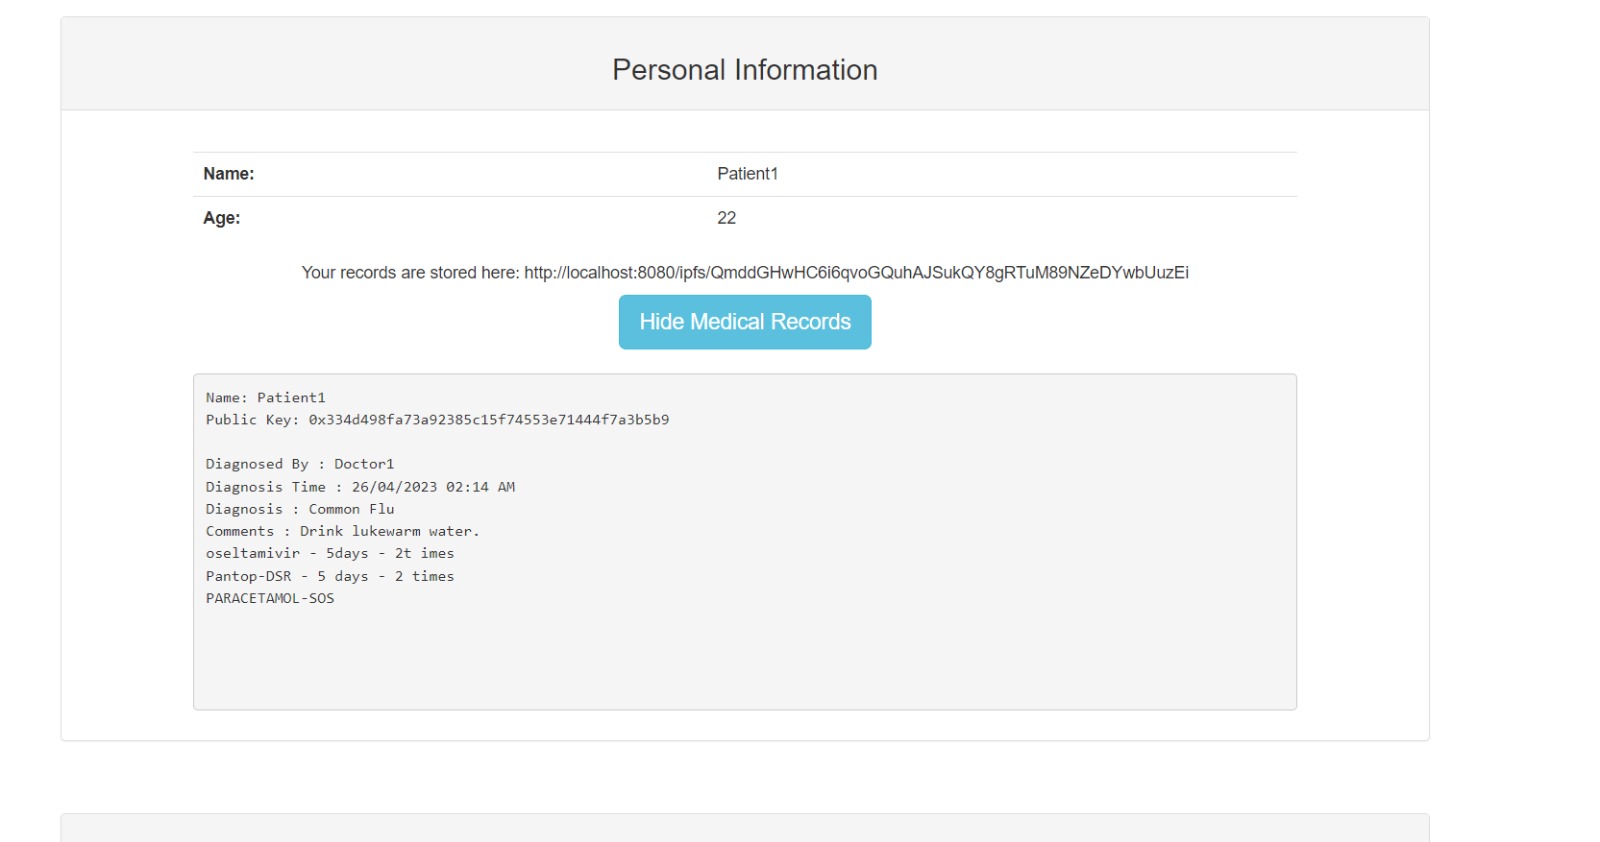 Personal Information
Name: Patient1
Age: 22
Your records are stored here: http://localhost:8080/ipfs/QmddGHwHC6i6qvoGQuhAJSukQY8gRTuM89NZeDYwbUuzEi
Hide Medical Records
Name: Patient1
Public Key: 0x334d498fa73a92385c15f74553e71444f7a3b5b9
Diagnosed By : Doctor1
Diagnosis Time : 26/04/2023 02:14 AM
Diagnosis : Common Flu
Comments : Drink lukewarm water.
oseltamivir - 5days - 2t imes
Pantop-DSR - 5 days - 2 times
PARACETAMOL-SOS